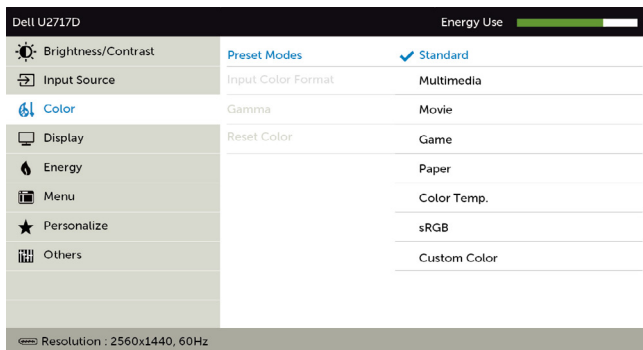 Dell U2717D
Energy Use
Brightness/Contrast
Input Source
Color
Display
Energy
Menu
Personalize
Others
Preset Modes
Input Color Format
Gamma
Reset Color
Standard
Multimedia
Movie
Game
Paper
Color Temp.
sRGB
Custom Color
Resolution : 2560x1440, 60Hz